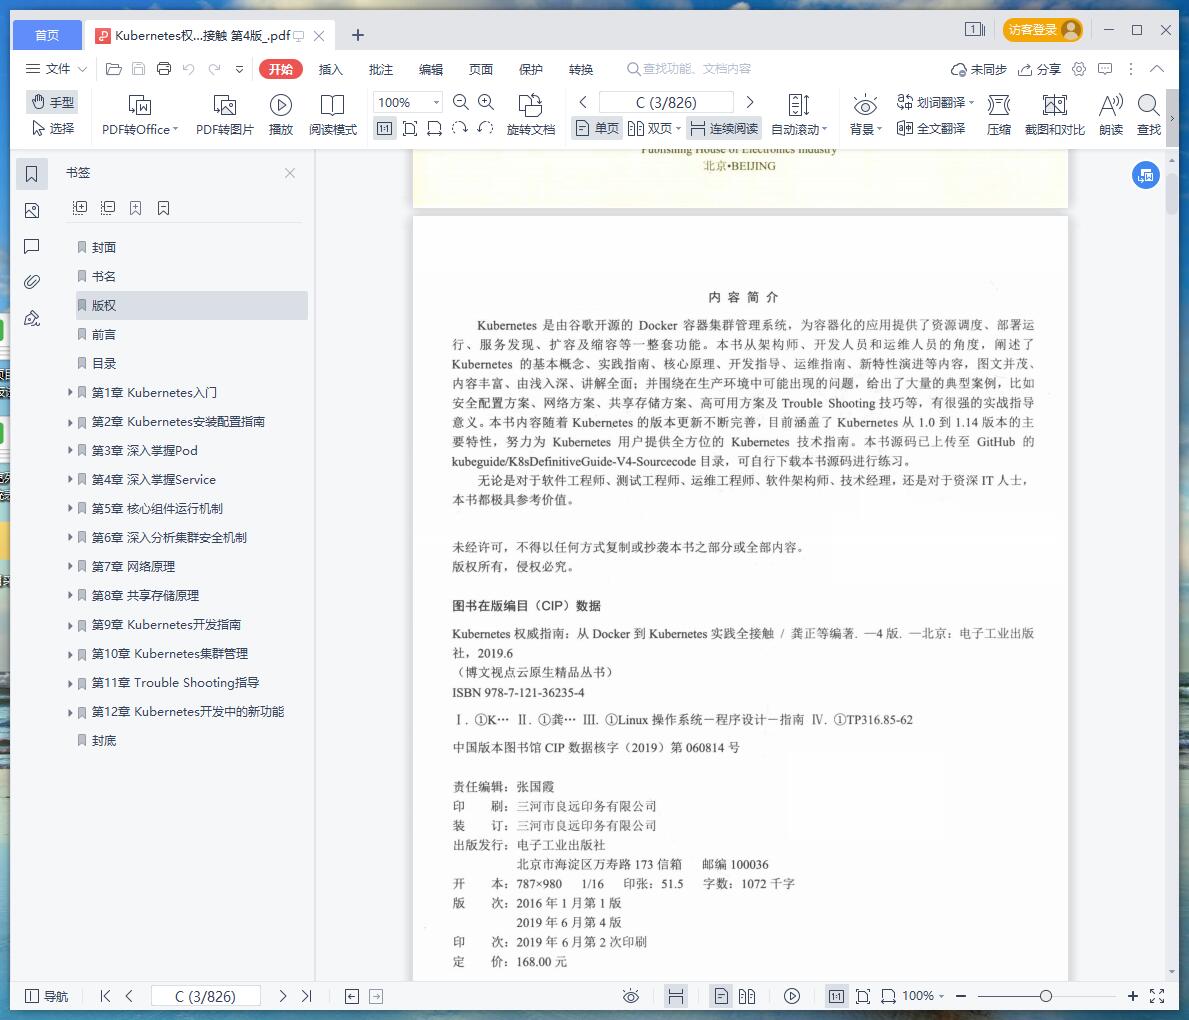 首页
Kubernetes权...接触 第4版_.pdf
1
访客登录
文件
开始
插入
批注
编辑
页面
保护
转换
查找功能、文档内容
未同步
分享
手型
选择
PDF转Office
PDF转图片
播放
阅读模式
100%
1:1
旋转文档
C (3/826)
单页
双页
连续阅读
自动滚动
背景
划词翻译
全文翻译
压缩
截图和对比
朗读
查找
书签
封面
书名
版权
前言
目录
第1章 Kubernetes入门
第2章 Kubernetes安装配置指南
第3章 深入掌握Pod
第4章 深入掌握Service
第5章 核心组件运行机制
第6章 深入分析集群安全机制
第7章 网络原理
第8章 共享存储原理
第9章 Kubernetes开发指南
第10章 Kubernetes集群管理
第11章 Trouble Shooting指导
第12章 Kubernetes开发中的新功能
封底
Publishing House of Electronics Industry
北京•BEIJING
内 容 简 介
Kubernetes 是由谷歌开源的 Docker 容器集群管理系统，为容器化的应用提供了资源调度、部署运
行、服务发现、扩容及缩容等一整套功能。本书从架构师、开发人员和运维人员的角度，阐述了
Kubernetes 的基本概念、实践指南、核心原理、开发指导、运维指南、新特性演进等内容，图文并茂、
内容丰富、由浅入深、讲解全面；并围绕在生产环境中可能出现的问题，给出了大量的典型案例，比如
安全配置方案、网络方案、共享存储方案、高可用方案及 Trouble Shooting 技巧等，有很强的实战指导
意义。本书内容随着 Kubernetes 的版本更新不断完善，目前涵盖了 Kubernetes 从 1.0 到 1.14 版本的主
要特性，努力为 Kubernetes 用户提供全方位的 Kubernetes 技术指南。本书源码已上传至 GitHub 的
kubeguide/K8sDefinitiveGuide-V4-Sourcecode 目录，可自行下载本书源码进行练习。
无论是对于软件工程师、测试工程师、运维工程师、软件架构师、技术经理，还是对于资深 IT 人士，
本书都极具参考价值。
未经许可，不得以任何方式复制或抄袭本书之部分或全部内容。
版权所有，侵权必究。
图书在版编目（CIP）数据
Kubernetes 权威指南：从 Docker 到 Kubernetes 实践全接触 / 龚正等编著. —4 版. —北京：电子工业出版
社，2019.6
（博文视点云原生精品丛书）
ISBN 978-7-121-36235-4
Ⅰ. ①K… Ⅱ. ①龚… Ⅲ. ①Linux 操作系统－程序设计－指南 Ⅳ. ①TP316.85-62
中国版本图书馆 CIP 数据核字（2019）第 060814 号
责任编辑：张国霞
印　　刷：三河市良远印务有限公司
装　　订：三河市良远印务有限公司
出版发行：电子工业出版社
北京市海淀区万寿路 173 信箱　邮编 100036
开　　本：787×980　1/16　印张：51.5　字数：1072 千字
版　　次：2016 年 1 月第 1 版
2019 年 6 月第 4 版
印　　次：2019 年 6 月第 2 次印刷
定　　价：168.00 元
导航
C (3/826)
1:1
100%